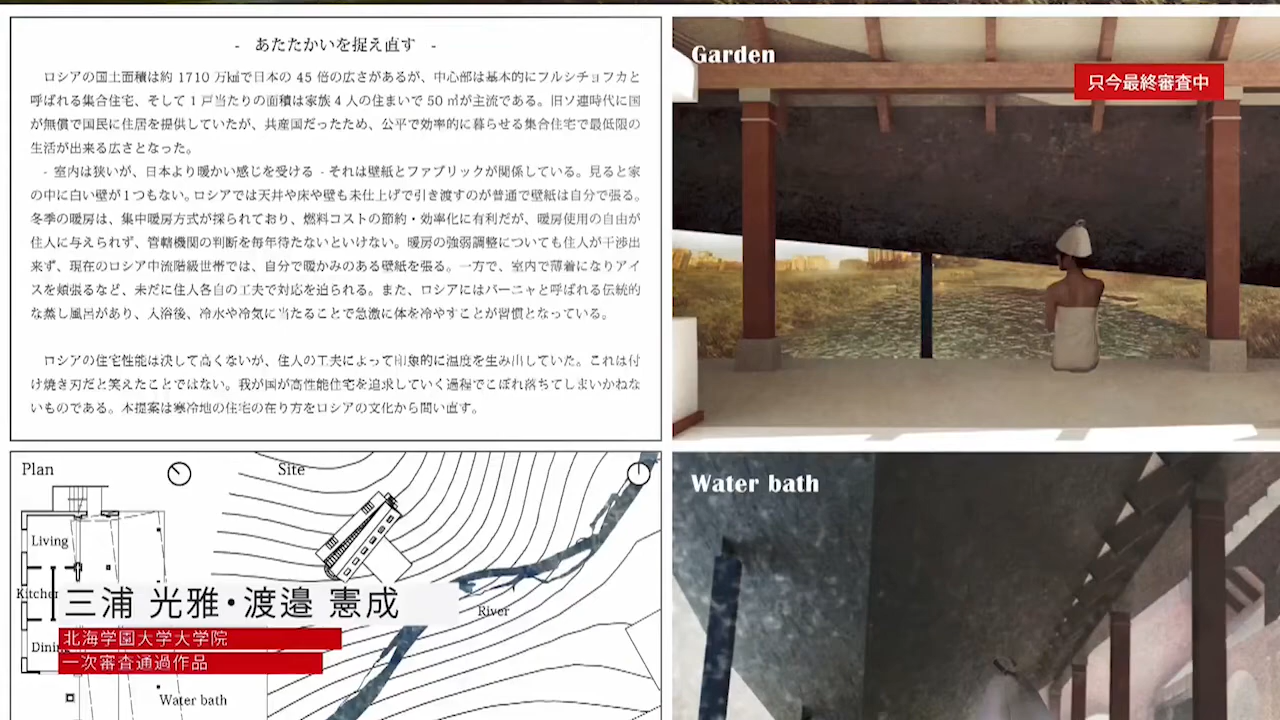 - あたたかいを捉え直す -
ロシアの国土面積は約 1710 万㎢で日本の 45 倍の広さがあるが、中心部は基本的にフルシチョフカと
呼ばれる集合住宅、そして 1 戸当たりの面積は家族 4 人の住まいで 50 ㎡が主流である。旧ソ連時代に国
が無償で国民に住居を提供していたが、共産国だったため、公平で効率的に暮らせる集合住宅で最低限の
生活が出来る広さとなった。
- 室内は狭いが、日本より暖かい感じを受ける - それは壁紙とファブリックが関係している。見ると家
の中に白い壁が 1 つもない。ロシアでは天井や床や壁も未仕上げで引き渡すのが普通で壁紙は自分で張る。
冬季の暖房は、集中暖房方式が採られており、燃料コストの節約・効率化に有利だが、暖房使用の自由が
住人に与えられず、管轄機関の判断を毎年待たないといけない。暖房の強弱調整についても住人が干渉出
来ず、現在のロシア中流階級世帯では、自分で暖かみのある壁紙を張る。一方で、室内で薄着になりアイ
スを頬張るなど、未だに住人各自の工夫で対応を迫られる。また、ロシアにはバーニャと呼ばれる伝統的
な蒸し風呂があり、入浴後、冷水や冷気に当たることで急激に体を冷やすことが習慣となっている。
ロシアの住宅性能は決して高くないが、住人の工夫によって印象的に温度を生み出していた。これは付
け焼き刃だと笑えたことではない。我が国が高性能住宅を追求していく過程でこぼれ落ちてしまいかねな
いものである。本提案は寒冷地の住宅の在り方をロシアの文化から問い直す。
Garden
只今最終審査中
Plan
Site
Living
Kitchen
River
三浦 光雅・渡邉 憲成
北海学園大学大学院
一次審査通過作品
Water bath
Water bath